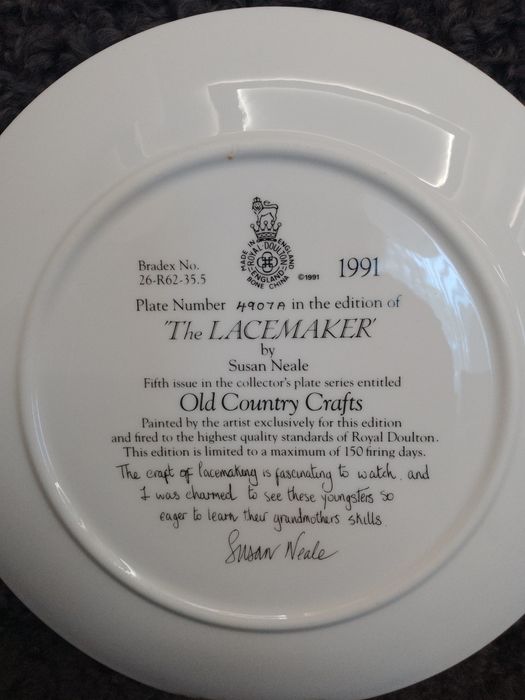 MADE IN ENGLAND
ROYAL DOULTON
ENGLAND
BONE CHINA
©1991
1991
Bradex No.
26-R62-35.5
Plate Number 4907A in the edition of
'The LACEMAKER'
by
Susan Neale
Fifth issue in the collector's plate series entitled
Old Country Crafts
Painted by the artist exclusively for this edition
and fired to the highest quality standards of Royal Doulton.
This edition is limited to a maximum of 150 firing days.
The craft of lacemaking is fascinating to watch, and
I was charmed to see these youngsters so
eager to learn their grandmothers skills.
Susan Neale